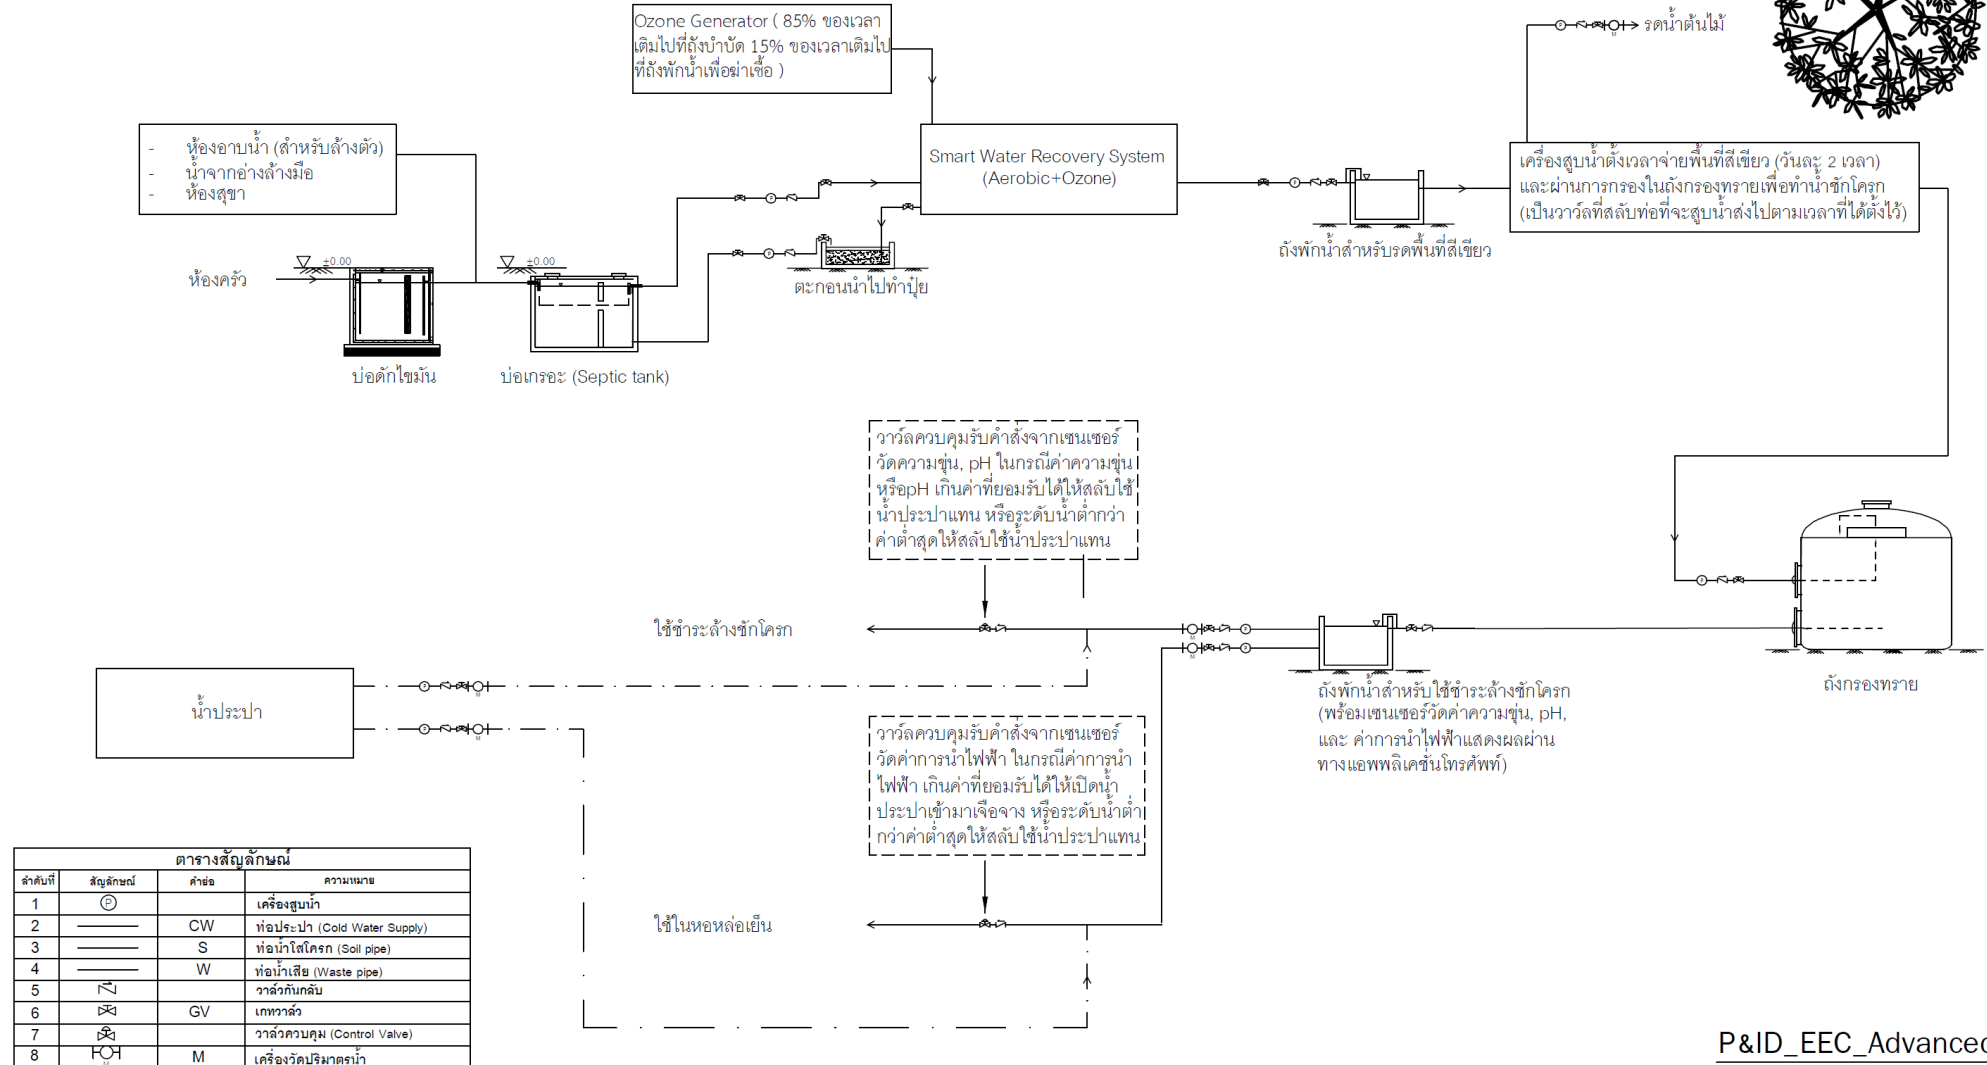 Ozone Generator ( 85% ของเวลา
เติมไปที่ถังบำบัด 15% ของเวลาเติมไป
ที่ถังพักน้ำเพื่อฆ่าเชื้อ )
P
M
รดน้ำต้นไม้
- ห้องอาบน้ำ (สำหรับล้างตัว)
- น้ำจากอ่างล้างมือ
- ห้องสุขา
Smart Water Recovery System
(Aerobic+Ozone)
เครื่องสูบน้ำตั้งเวลาจ่ายพื้นที่สีเขียว (วันละ 2 เวลา)
และผ่านการกรองในถังกรองทรายเพื่อทำน้ำชักโครก
(เป็นวาว์ลที่สลับท่อที่จะสูบน้ำส่งไปตามเวลาที่ได้ตั้งไว้)
P
P
P
ถังพักน้ำสำหรับรดพื้นที่สีเขียว
ห้องครัว
±0.00
±0.00
ตะกอนนำไปทำปุ๋ย
บ่อดักไขมัน
บ่อเกรอะ (Septic tank)
วาว์ลควบคุมรับคำสั่งจากเซนเซอร์
วัดความขุ่น, pH ในกรณีค่าความขุ่น
หรือpH เกินค่าที่ยอมรับได้ให้สลับใช้
น้ำประปาแทน หรือระดับน้ำต่ำกว่า
ค่าต่ำสุดให้สลับใช้น้ำประปาแทน
P
ใช้ชำระล้างชักโครก
M
P
M
P
ถังกรองทราย
น้ำประปา
P
M
P
M
ถังพักน้ำสำหรับใช้ชำระล้างชักโครก
(พร้อมเซนเซอร์วัดค่าความขุ่น, pH,
และ ค่าการนำไฟฟ้าแสดงผลผ่าน
ทางแอพพลิเคชั่นโทรศัพท์)
วาว์ลควบคุมรับคำสั่งจากเซนเซอร์
วัดค่าการนำไฟฟ้า ในกรณีค่าการนำ
ไฟฟ้า เกินค่าที่ยอมรับได้ให้เปิดน้ำ
ประปาเข้ามาเจือจาง หรือระดับน้ำต่ำ
กว่าค่าต่ำสุดให้สลับใช้น้ำประปาแทน
ใช้ในหอหล่อเย็น
ตารางสัญลักษณ์
ลำดับที่ สัญลักษณ์ คำย่อ ความหมาย
1 P เครื่องสูบน้ำ
2 CW ท่อประปา (Cold Water Supply)
3 S ท่อน้ำโสโครก (Soil pipe)
4 W ท่อน้ำเสีย (Waste pipe)
5 วาล์วกันกลับ
6 GV เกทวาล์ว
7 วาล์วควบคุม (Control Valve)
8 M M เครื่องวัดปริมาตรน้ำ
P&ID_EEC_Advanced